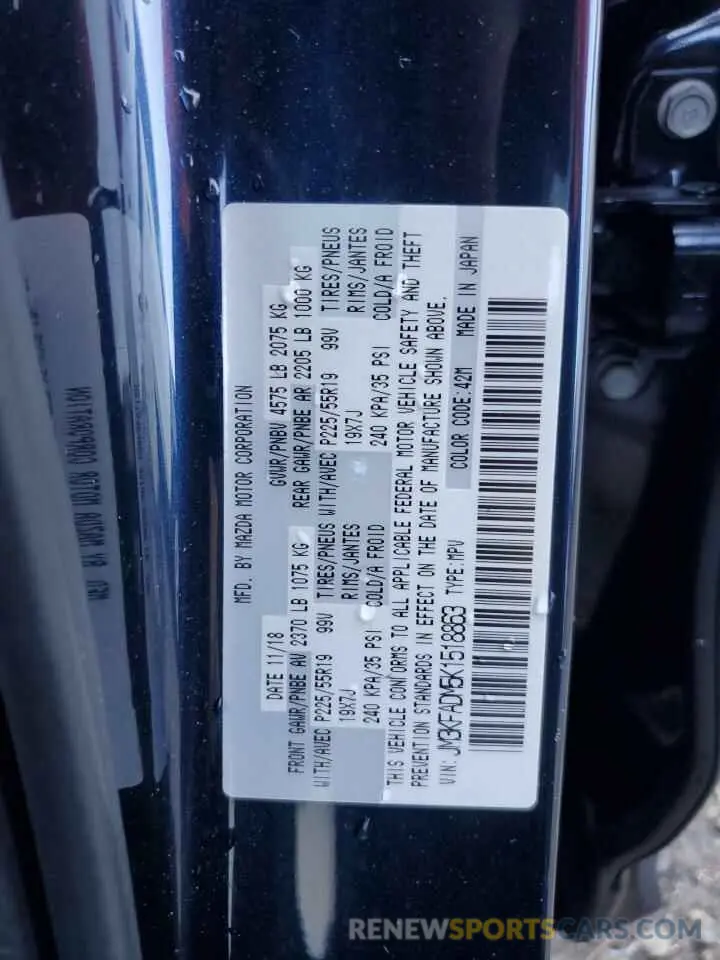 MFD. BY MAZDA MOTOR CORPORATION
DATE 11/18 GVWR/PNBV 4575 LB 2075 KG
FRONT GAWR/PNBE AV 2370 LB 1075 KG REAR GAWR/PNBE AR 2205 LB 1000 KG
WITH/AVEC P225/55R19 99V TIRES/PNEUS WITH/AVEC P225/55R19 99V TIRES/PNEUS
19X7J RIMS/JANTES 19X7J RIMS/JANTES
240 KPA/35 PSI COLD/A FROID 240 KPA/35 PSI COLD/A FROID
THIS VEHICLE CONFORMS TO ALL APPLICABLE FEDERAL MOTOR VEHICLE SAFETY AND THEFT
PREVENTION STANDARDS IN EFFECT ON THE DATE OF MANUFACTURE SHOWN ABOVE.
VIN: JM3KFADM5K1518863 TYPE:MPV COLOR CODE:42M MADE IN JAPAN
MFD. BY MAZDA MOTOR CORPORATION
RENEWSPORTSCARS.COM